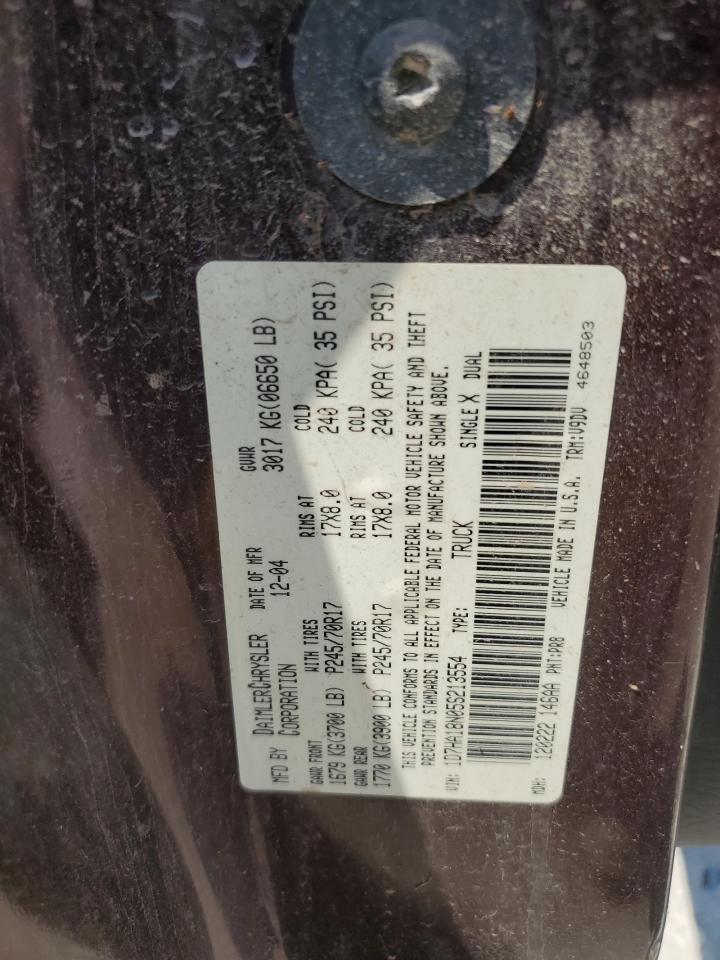 MFD BY DAIMLERCHRYSLER CORPORATION DATE OF MFR 12-04 GVWR 3017 KG(06650 LB)
GAWR FRONT WITH TIRES RIMS AT COLD
1679 KG(3700 LB) P245/70R17 17X8.0 240 KPA( 35 PSI)
GAWR REAR WITH TIRES RIMS AT COLD
1770 KG(3900 LB) P245/70R17 17X8.0 240 KPA( 35 PSI)
THIS VEHICLE CONFORMS TO ALL APPLICABLE FEDERAL MOTOR VEHICLE SAFETY AND THEFT
PREVENTION STANDARDS IN EFFECT ON THE DATE OF MANUFACTURE SHOWN ABOVE.
VIN: 1D7HA18N05S213554 TYPE: TRUCK SINGLE X DUAL
MDH: 120222 146AA PNT:PR8 VEHICLE MADE IN U.S.A. TRM:V9DV
4648503